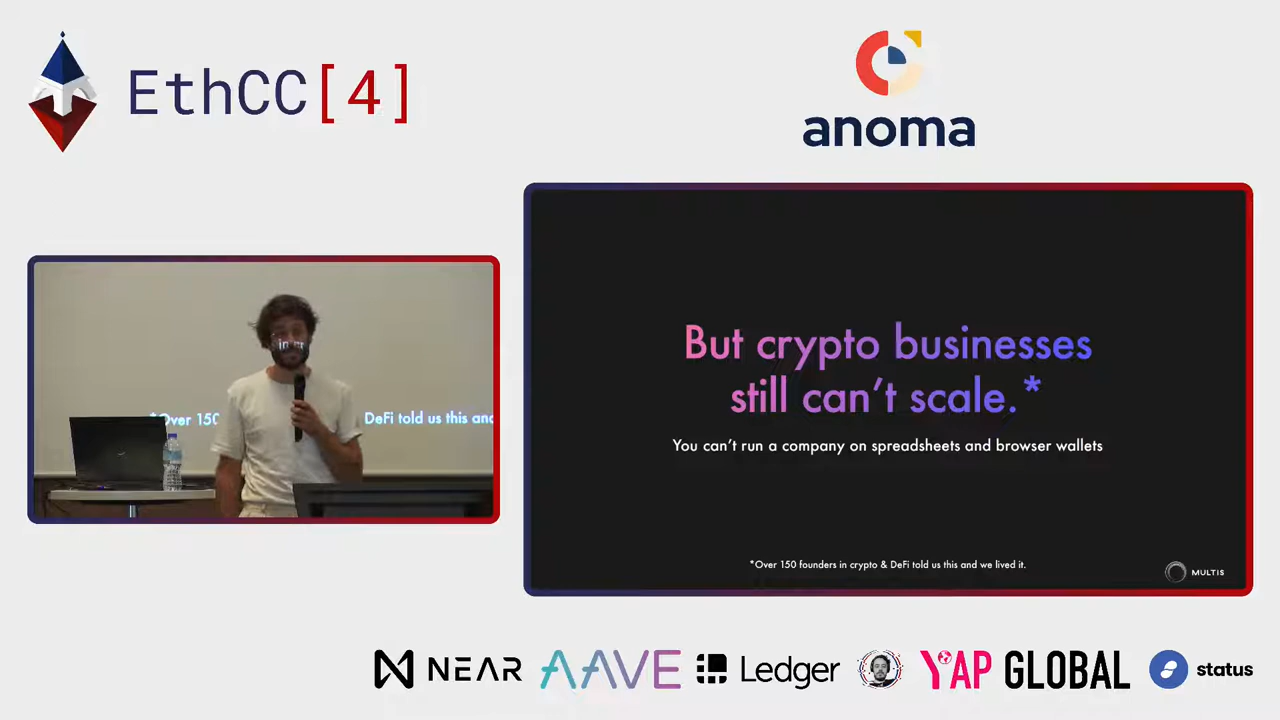 EthCC[4]
anoma
But crypto businesses
still can't scale.*
You can't run a company on spreadsheets and browser wallets
*Over 150 founders in crypto & DeFi told us this and we lived it.
MULTIS
*Over 150
DeFi told us this and
NEAR
AAVE
Ledger
YAP GLOBAL
status